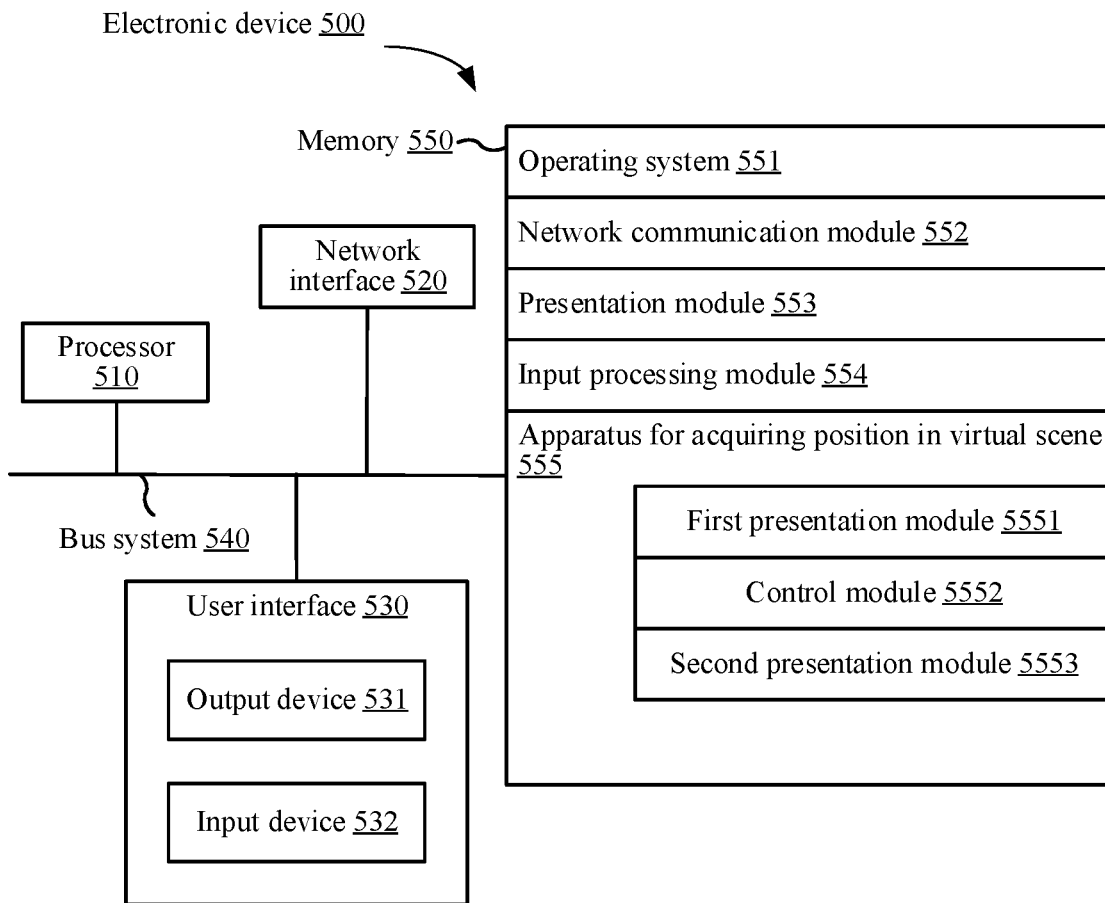 Electronic device 500
Memory 550
Operating system 551
Network communication module 552
Presentation module 553
Input processing module 554
Apparatus for acquiring position in virtual scene
555
First presentation module 5551
Control module 5552
Second presentation module 5553
Network
interface 520
Processor
510
Bus system 540
User interface 530
Output device 531
Input device 532